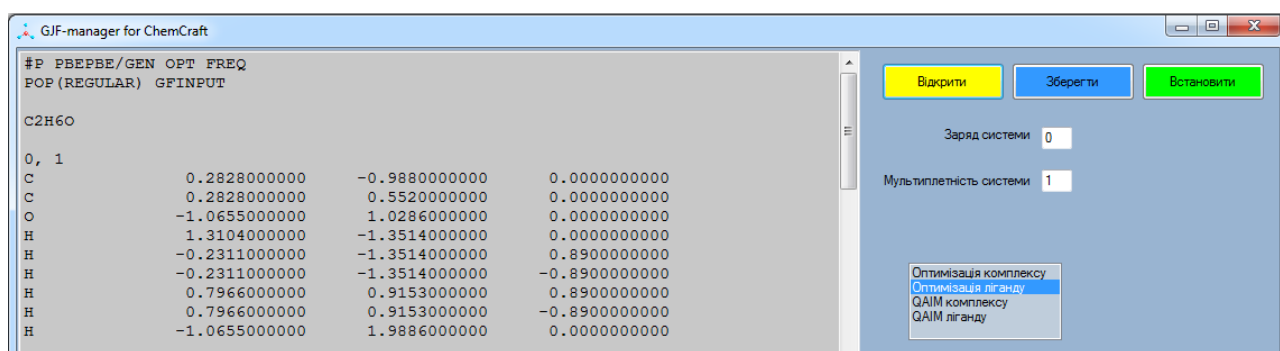 GJF-manager for ChemCraft
#P PBEPBE/GEN OPT FREQ
POP(REGULAR) GFINPUT
C2H6O
0, 1
C 0.2828000000 -0.9880000000 0.0000000000
C 0.2828000000 0.5520000000 0.0000000000
O -1.0655000000 1.0286000000 0.0000000000
H 1.3104000000 -1.3514000000 0.0000000000
H -0.2311000000 -1.3514000000 0.8900000000
H -0.2311000000 -1.3514000000 -0.8900000000
H 0.7966000000 0.9153000000 0.8900000000
H 0.7966000000 0.9153000000 -0.8900000000
H -1.0655000000 1.9886000000 0.0000000000
Відкрити Зберегти Встановити
Заряд системи 0
Мультиплетність системи 1
Оптимізація комплексу
Оптимізація ліганду
QAIM комплексу
QAIM ліганду